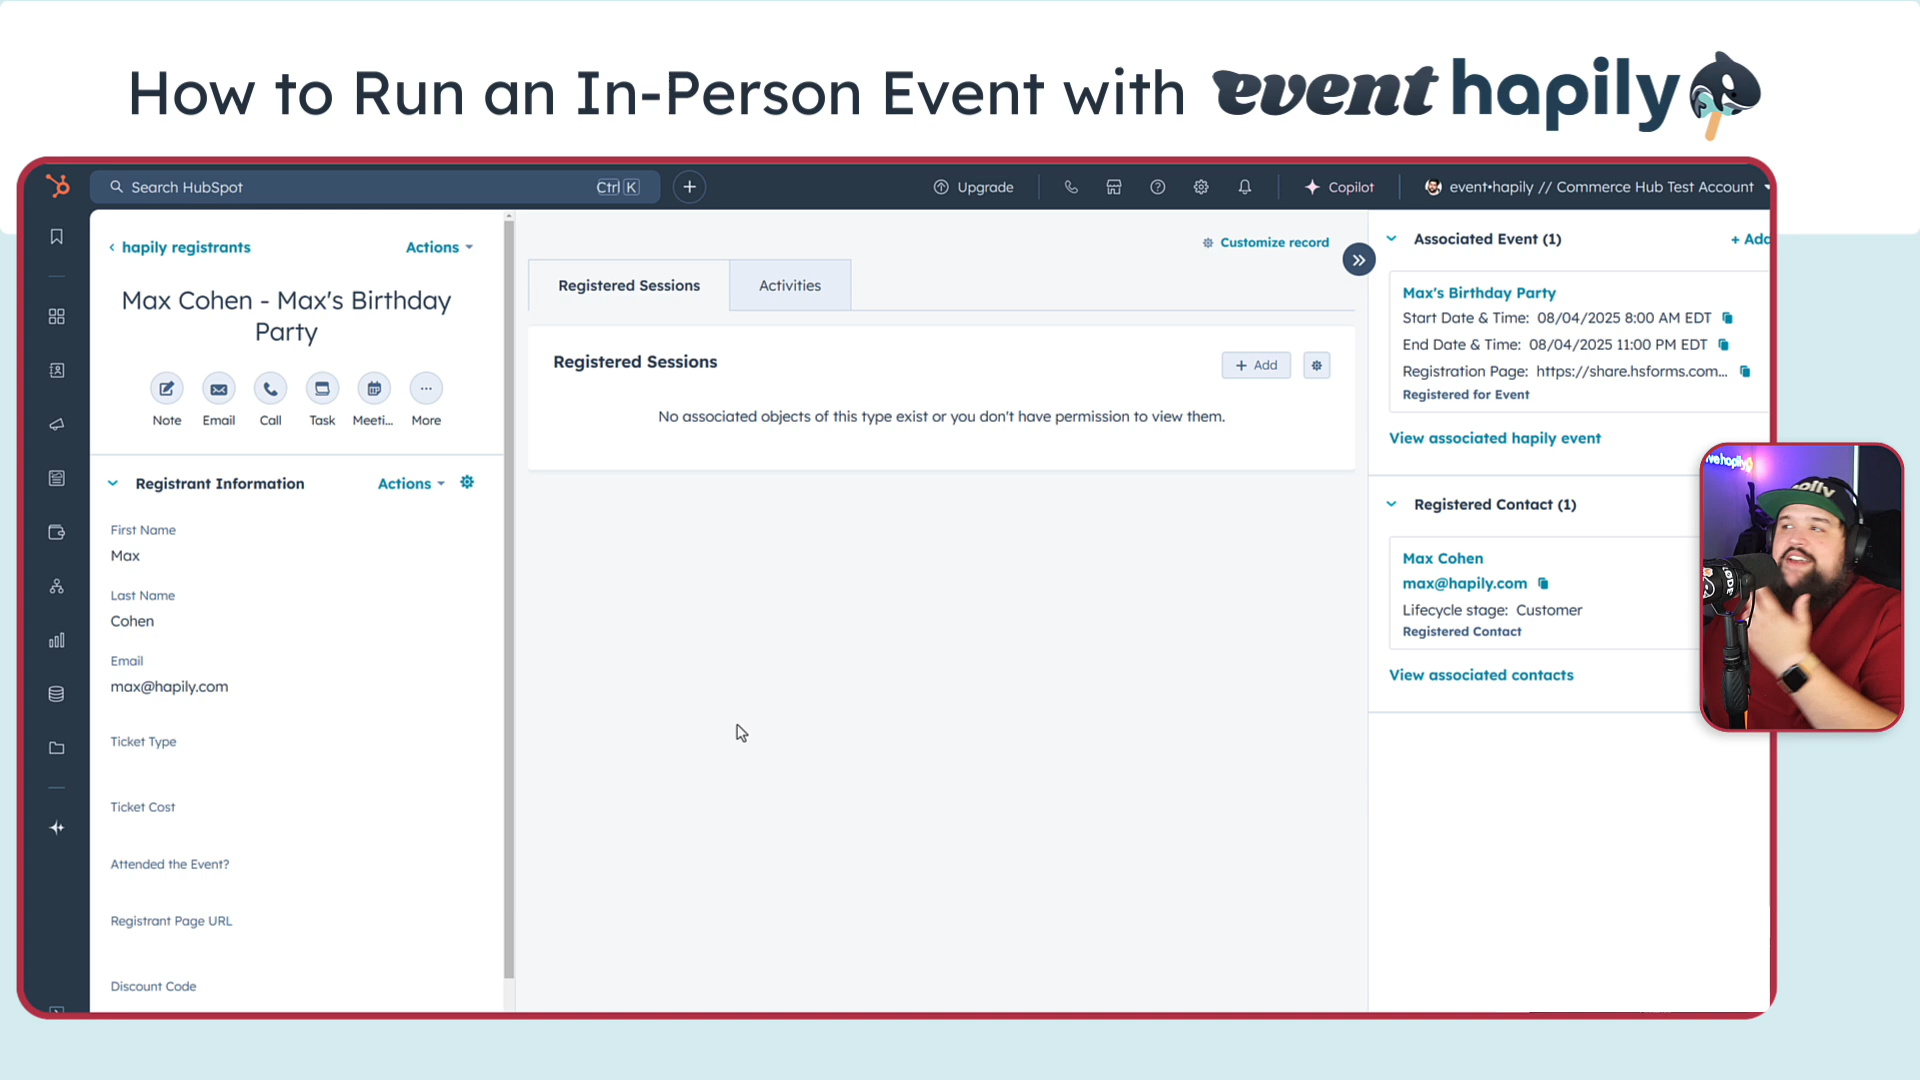 How to Run an In-Person Event with event hapily
Search HubSpot
Ctrl K
Upgrade
Copilot
event•hapily // Commerce Hub Test Account
hapily registrants
Actions
Max Cohen - Max's Birthday
Party
Note
Email
Call
Task
Meeti...
More
Registrant Information
Actions
First Name
Max
Last Name
Cohen
Email
max@hapily.com
Ticket Type
Ticket Cost
Attended the Event?
Registrant Page URL
Discount Code
Customize record
Registered Sessions
Activities
Registered Sessions
+ Add
No associated objects of this type exist or you don't have permission to view them.
Associated Event (1)
+ Add
Max's Birthday Party
Start Date & Time: 08/04/2025 8:00 AM EDT
End Date & Time: 08/04/2025 11:00 PM EDT
Registration Page: https://share.hsforms.com...
Registered for Event
View associated hapily event
Registered Contact (1)
Max Cohen
max@hapily.com
Lifecycle stage: Customer
Registered Contact
View associated contacts
RØDE